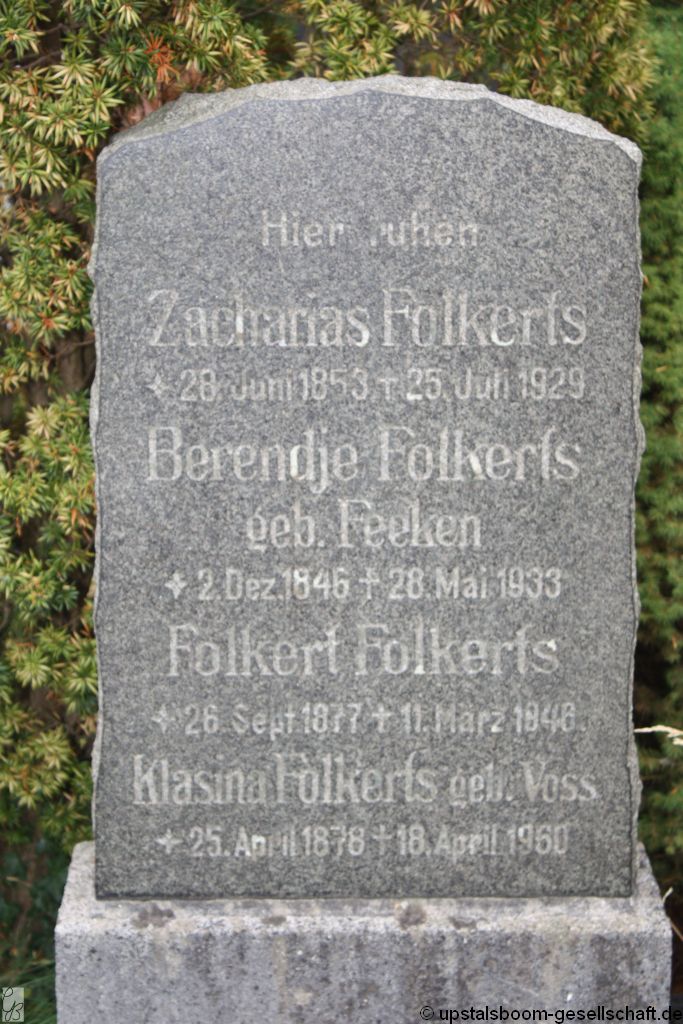 Hier ruhen
Zacharias Folkerts
✶ 28. Juni 1853 † 25. Juli 1929
Berendje Folkerts
geb. Feeken
✶ 2. Dez. 1846 † 28. Mai 1933
Folkert Folkerts
✶ 26. Sept 1877 † 11. März 1948.
Klasina Folkerts geb. Voss
✶ 25. April 1878 † 18. April 1960
© upstalsboom-gesellschaft.de